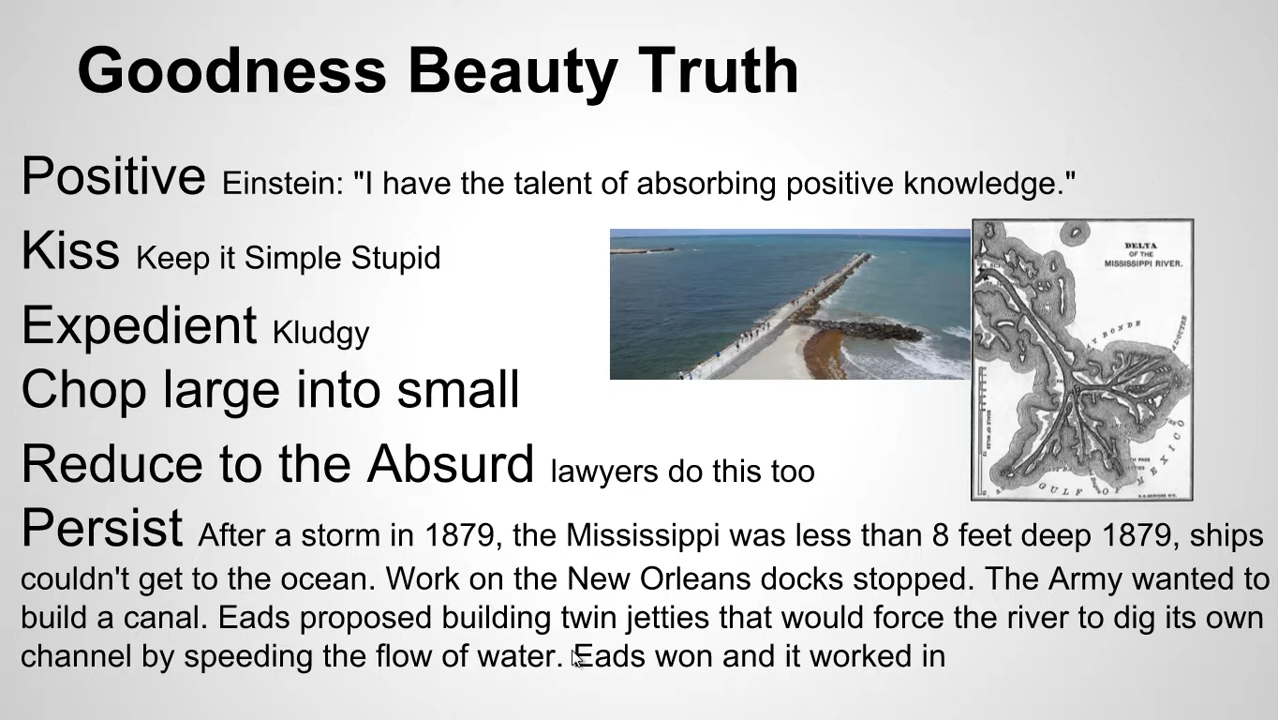 Goodness Beauty Truth
Positive Einstein: "I have the talent of absorbing positive knowledge."
Kiss Keep it Simple Stupid
DELTA
OF THE
MISSISSIPPI RIVER.
Expedient Kludgy
Chop large into small
Reduce to the Absurd lawyers do this too
GULF OF MEXICO
Persist After a storm in 1879, the Mississippi was less than 8 feet deep 1879, ships
couldn't get to the ocean. Work on the New Orleans docks stopped. The Army wanted to
build a canal. Eads proposed building twin jetties that would force the river to dig its own
channel by speeding the flow of water. Eads won and it worked in